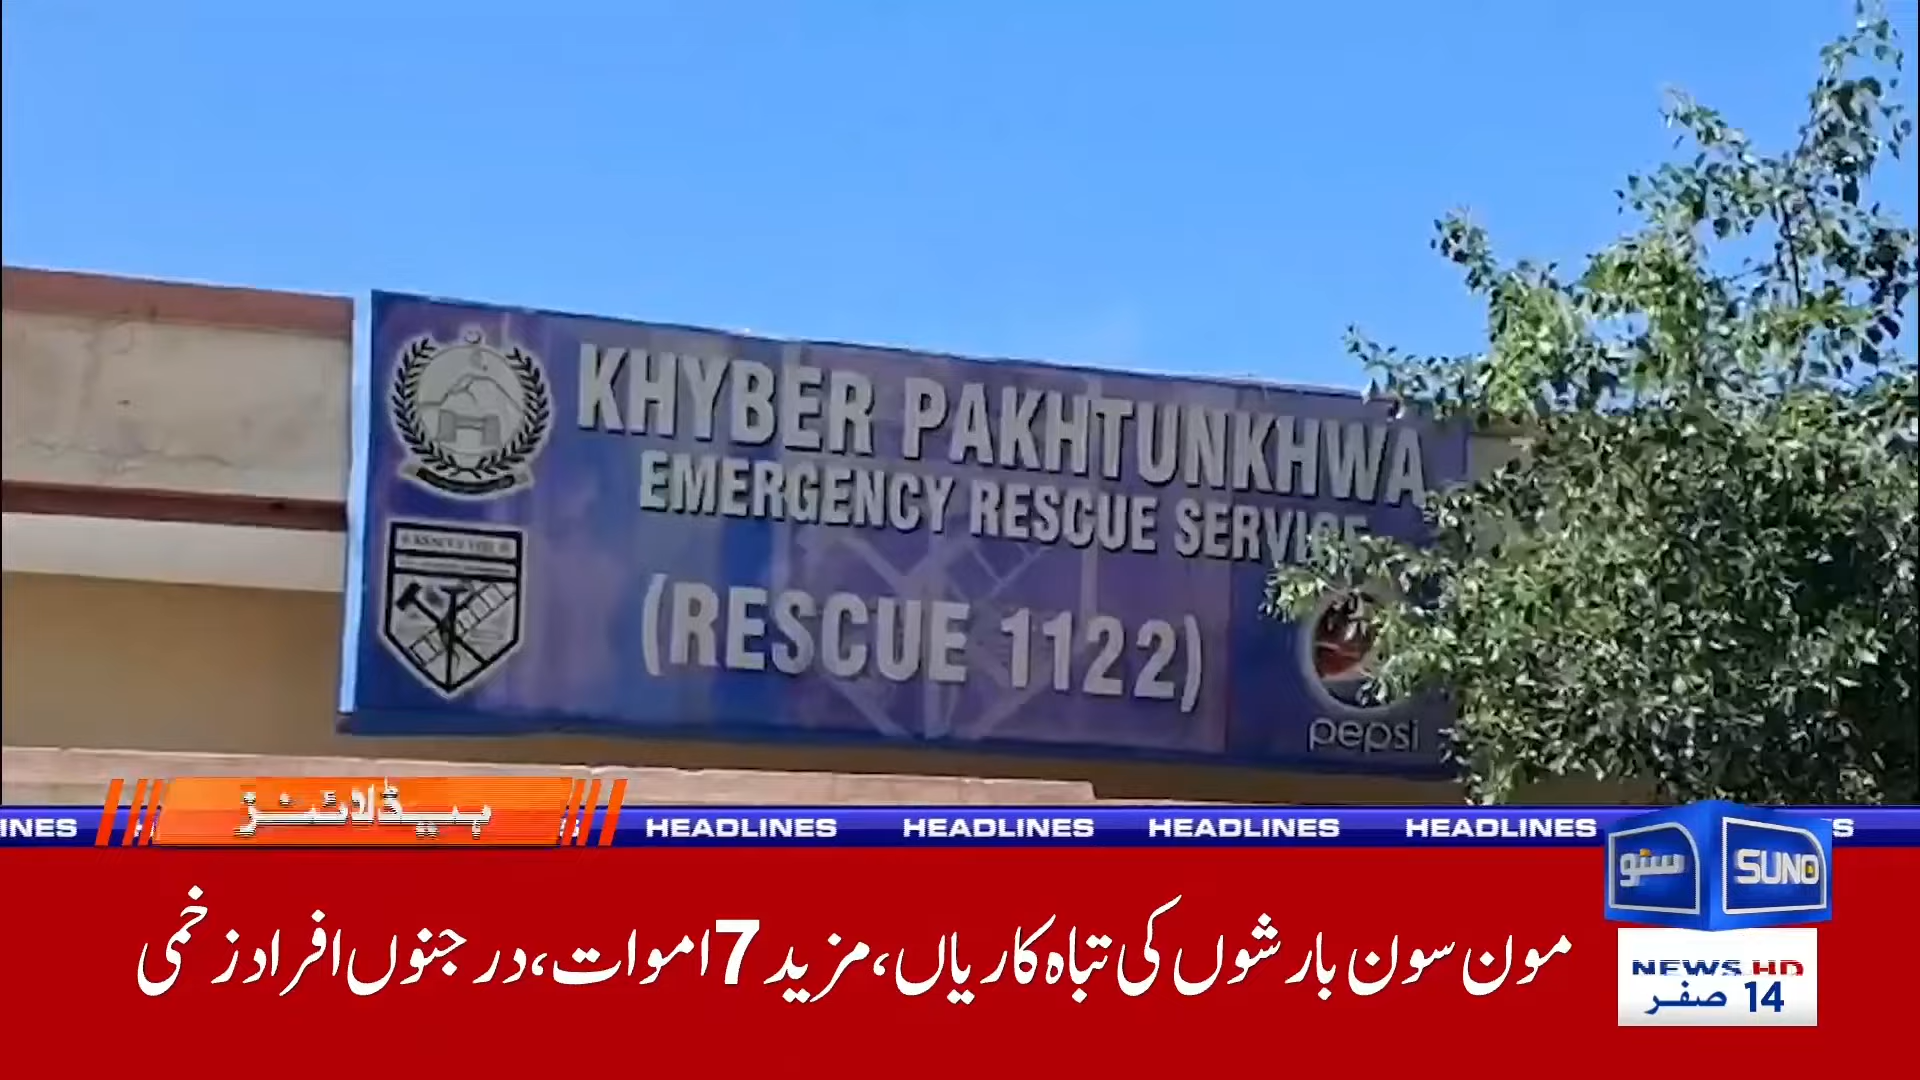 KHYBER PAKHTUNKHWA
EMERGENCY RESCUE SERVICE
(RESCUE 1122)
pepsi
ہیڈلائنز
HEADLINES HEADLINES HEADLINES HEADLINES
سنو SUNO
NEWS HD
14 صفر
مون سون بارشوں کی تباہ کاریاں، مزید 7 اموات، درجنوں افراد زخمی